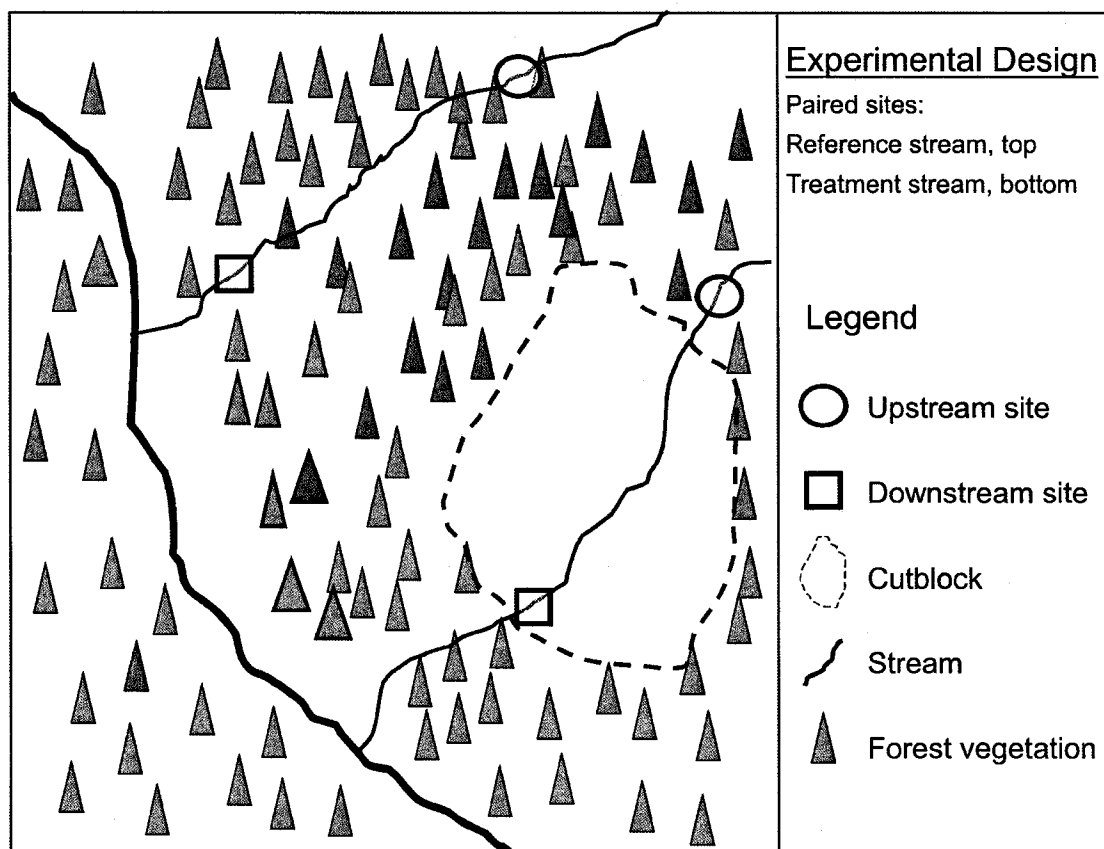 Experimental Design
Paired sites:
Reference stream, top
Treatment stream, bottom
Legend
Upstream site
Downstream site
Cutblock
Stream
Forest vegetation